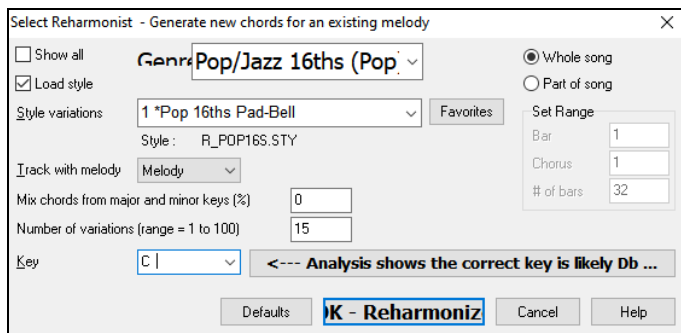 Select Reharmonist - Generate new chords for an existing melody
Show all
Genre
Pop/Jazz 16ths (Pop)
Whole song
Load style
Part of song
Style variations
1 *Pop 16ths Pad-Bell
Favorites
Set Range
Style : R_POP16S.STY
Bar
1
Track with melody
Melody
Chorus
1
Mix chords from major and minor keys (%)
0
# of bars
32
Number of variations (range = 1 to 100)
15
Key
C
<--- Analysis shows the correct key is likely Db ...
Defaults
OK - Reharmoniz
Cancel
Help